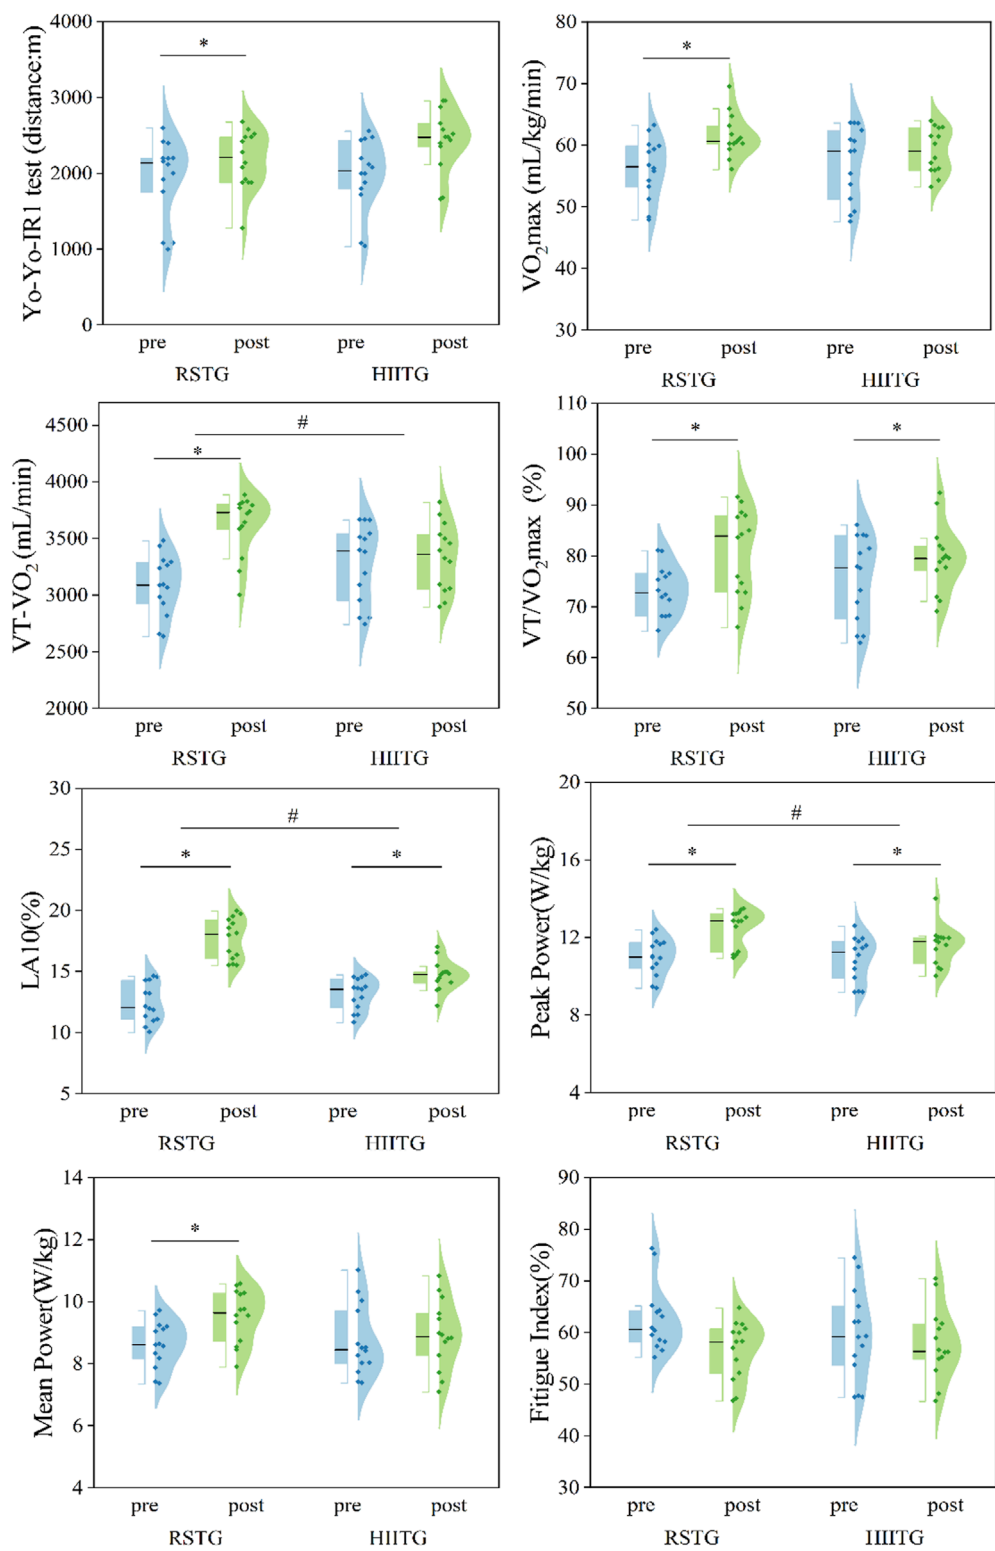 Yo-Yo-IR1 test (distance:m)
4000
3000
2000
1000
0
*
pre post pre post
RSTG HIITG
VO₂max (mL/kg/min)
80
70
60
50
40
30
*
pre post pre post
RSTG HIITG
VT-VO₂ (mL/min)
4500
4000
3500
3000
2500
2000
#
*
pre post pre post
RSTG HIITG
VT/VO₂max (%)
110
100
90
80
70
60
50
* *
pre post pre post
RSTG HIITG
LA10(%)
30
25
20
15
10
5
#
* *
pre post pre post
RSTG HIITG
Peak Power(W/kg)
20
16
12
8
4
#
* *
pre post pre post
RSTG HIITG
Mean Power(W/kg)
14
12
10
8
6
4
*
pre post pre post
RSTG HIITG
Fitigue Index(%)
90
80
70
60
50
40
30
pre post pre post
RSTG HIITG